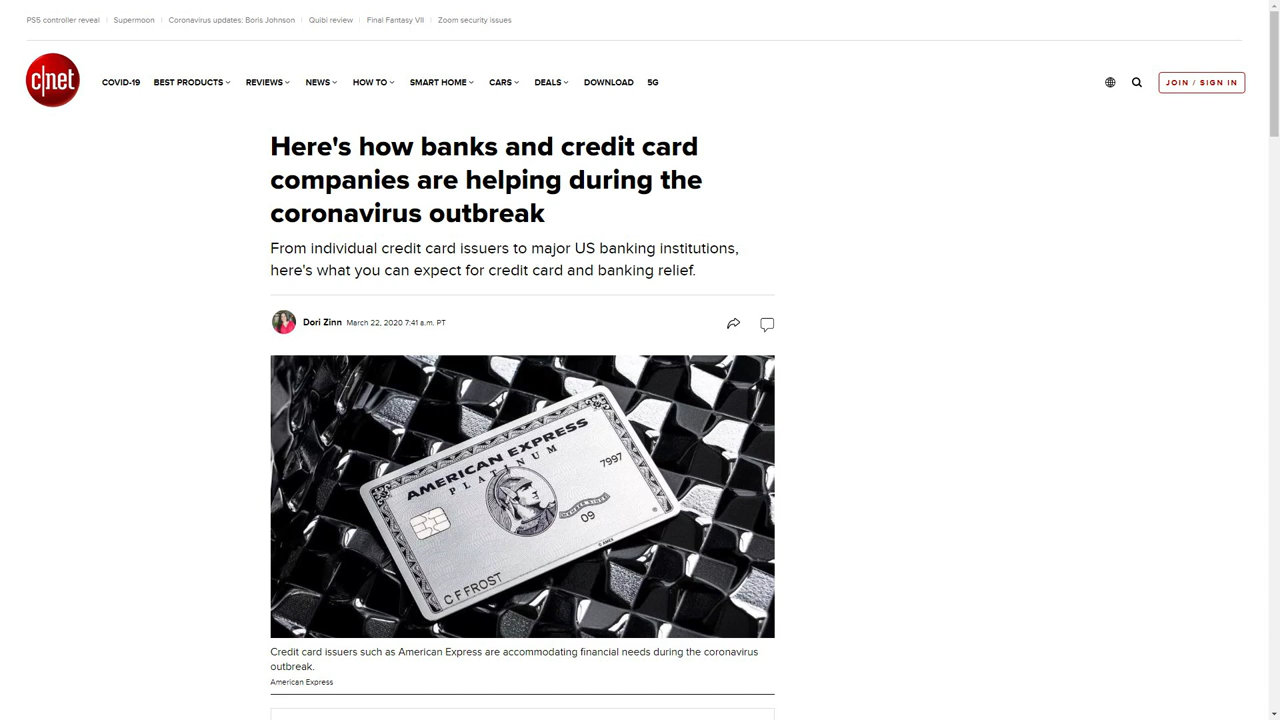 PS5 controller reveal
Supermoon
Coronavirus updates: Boris Johnson
Quibi review
Final Fantasy VII
Zoom security issues
c|net
COVID-19
BEST PRODUCTS
REVIEWS
NEWS
HOW TO
SMART HOME
CARS
DEALS
DOWNLOAD
5G
JOIN / SIGN IN
Here's how banks and credit card
companies are helping during the
coronavirus outbreak
From individual credit card issuers to major US banking institutions,
here's what you can expect for credit card and banking relief.
Dori Zinn March 22, 2020 7:41 a.m. PT
AMERICAN EXPRESS
PLATINUM
7997
09
© AMEX
C F FROST
Credit card issuers such as American Express are accommodating financial needs during the coronavirus
outbreak.
American Express